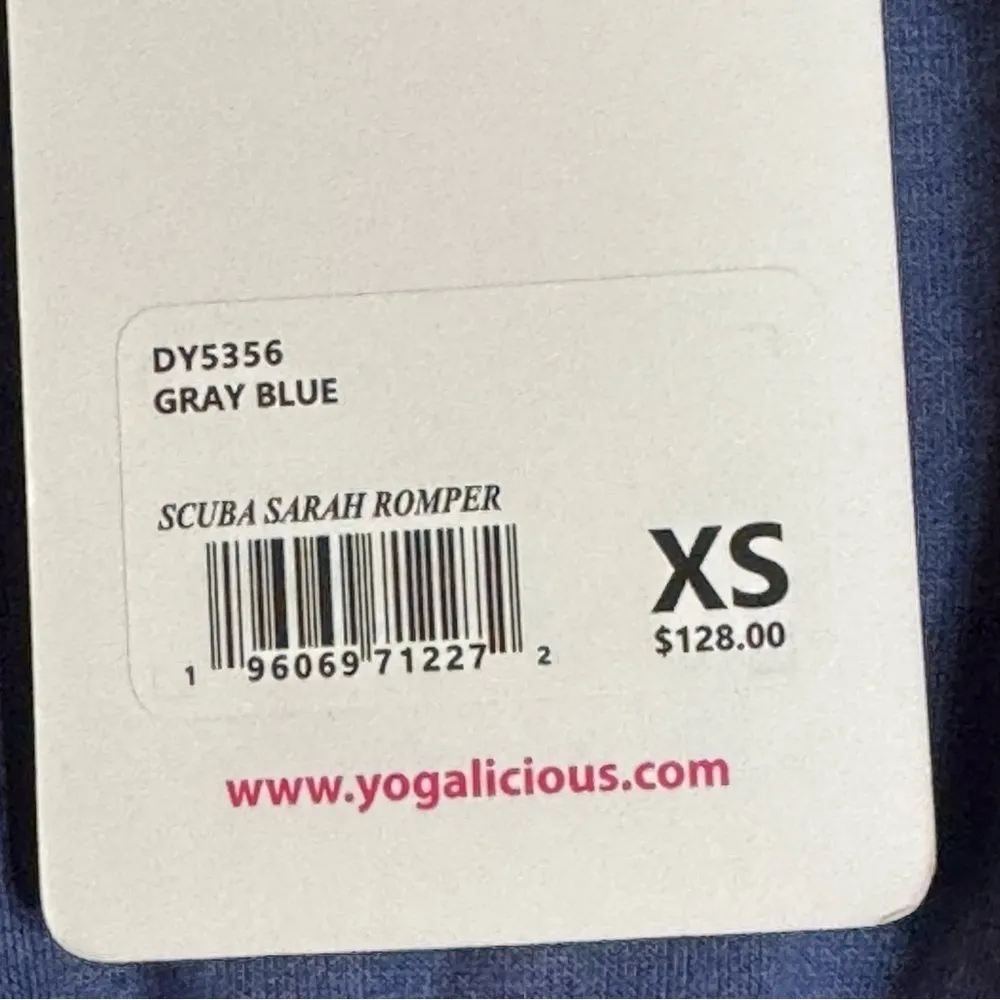 DY5356
GRAY BLUE
SCUBA SARAH ROMPER
XS
$128.00
1 96069 71227 2
www.yogalicious.com